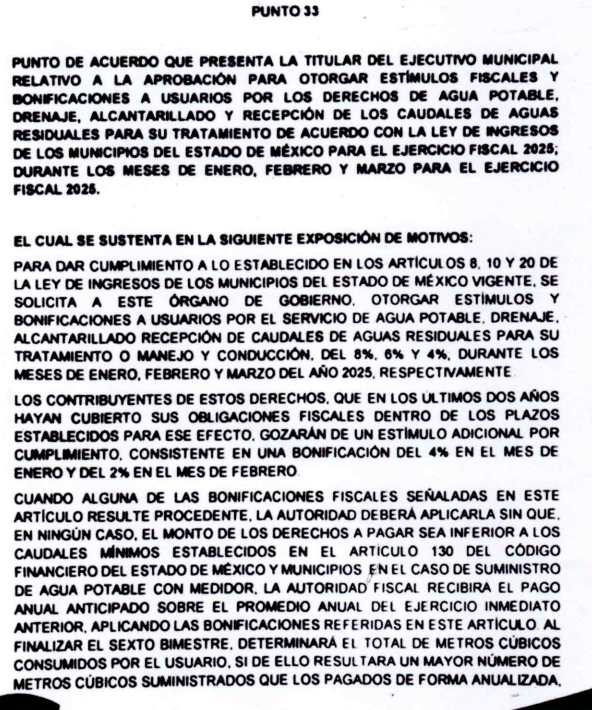 PUNTO 33
PUNTO DE ACUERDO QUE PRESENTA LA TITULAR DEL EJECUTIVO MUNICIPAL
RELATIVO A LA APROBACIÓN PARA OTORGAR ESTÍMULOS FISCALES Y
BONIFICACIONES A USUARIOS POR LOS DERECHOS DE AGUA POTABLE,
DRENAJE, ALCANTARILLADO Y RECEPCIÓN DE LOS CAUDALES DE AGUAS
RESIDUALES PARA SU TRATAMIENTO DE ACUERDO CON LA LEY DE INGRESOS
DE LOS MUNICIPIOS DEL ESTADO DE MÉXICO PARA EL EJERCICIO FISCAL 2025;
DURANTE LOS MESES DE ENERO, FEBRERO Y MARZO PARA EL EJERCICIO
FISCAL 2025.
EL CUAL SE SUSTENTA EN LA SIGUIENTE EXPOSICIÓN DE MOTIVOS:
PARA DAR CUMPLIMIENTO A LO ESTABLECIDO EN LOS ARTÍCULOS 8, 10 Y 20 DE
LA LEY DE INGRESOS DE LOS MUNICIPIOS DEL ESTADO DE MÉXICO VIGENTE, SE
SOLICITA A ESTE ÓRGANO DE GOBIERNO, OTORGAR ESTÍMULOS Y
BONIFICACIONES A USUARIOS POR EL SERVICIO DE AGUA POTABLE, DRENAJE,
ALCANTARILLADO RECEPCIÓN DE CAUDALES DE AGUAS RESIDUALES PARA SU
TRATAMIENTO O MANEJO Y CONDUCCIÓN, DEL 8%, 6% Y 4%, DURANTE LOS
MESES DE ENERO, FEBRERO Y MARZO DEL AÑO 2025, RESPECTIVAMENTE.
LOS CONTRIBUYENTES DE ESTOS DERECHOS, QUE EN LOS ÚLTIMOS DOS AÑOS
HAYAN CUBIERTO SUS OBLIGACIONES FISCALES DENTRO DE LOS PLAZOS
ESTABLECIDOS PARA ESE EFECTO, GOZARÁN DE UN ESTÍMULO ADICIONAL POR
CUMPLIMIENTO, CONSISTENTE EN UNA BONIFICACIÓN DEL 4% EN EL MES DE
ENERO Y DEL 2% EN EL MES DE FEBRERO.
CUANDO ALGUNA DE LAS BONIFICACIONES FISCALES SEÑALADAS EN ESTE
ARTÍCULO RESULTE PROCEDENTE, LA AUTORIDAD DEBERÁ APLICARLA SIN QUE,
EN NINGÚN CASO, EL MONTO DE LOS DERECHOS A PAGAR SEA INFERIOR A LOS
CAUDALES MÍNIMOS ESTABLECIDOS EN EL ARTÍCULO 130 DEL CÓDIGO
FINANCIERO DEL ESTADO DE MÉXICO Y MUNICIPIOS EN EL CASO DE SUMINISTRO
DE AGUA POTABLE CON MEDIDOR, LA AUTORIDAD FISCAL RECIBIRA EL PAGO
ANUAL ANTICIPADO SOBRE EL PROMEDIO ANUAL DEL EJERCICIO INMEDIATO
ANTERIOR, APLICANDO LAS BONIFICACIONES REFERIDAS EN ESTE ARTÍCULO. AL
FINALIZAR EL SEXTO BIMESTRE, DETERMINARÁ EL TOTAL DE METROS CÚBICOS
CONSUMIDOS POR EL USUARIO, SI DE ELLO RESULTARA UN MAYOR NÚMERO DE
METROS CÚBICOS SUMINISTRADOS QUE LOS PAGADOS DE FORMA ANUALIZADA,